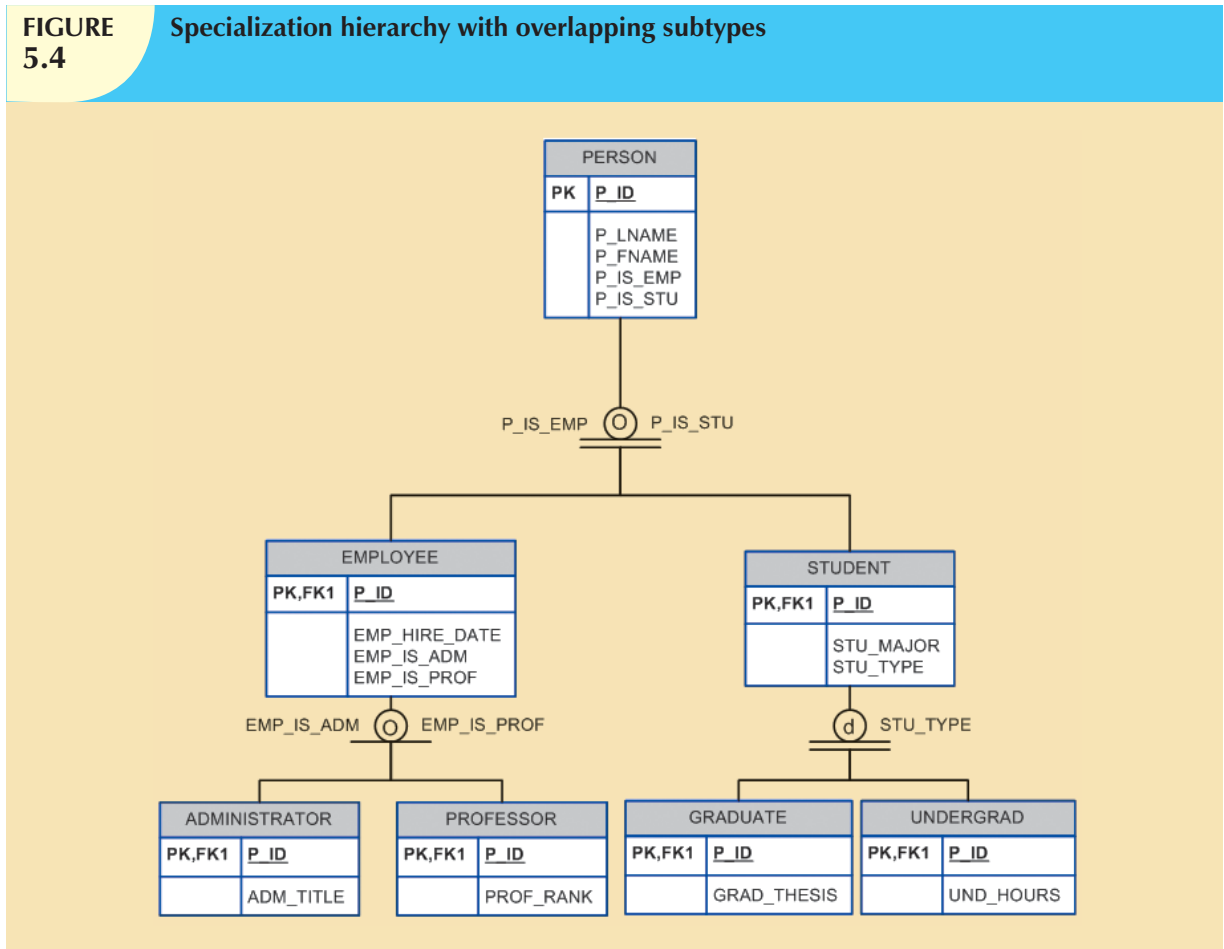 FIGURE 5.4
Specialization hierarchy with overlapping subtypes
PERSON
PK P_ID
P_LNAME
P_FNAME
P_IS_EMP
P_IS_STU
P_IS_EMP O P_IS_STU
EMPLOYEE
PK,FK1 P_ID
EMP_HIRE_DATE
EMP_IS_ADM
EMP_IS_PROF
STUDENT
PK,FK1 P_ID
STU_MAJOR
STU_TYPE
EMP_IS_ADM O EMP_IS_PROF
d STU_TYPE
ADMINISTRATOR
PK,FK1 P_ID
ADM_TITLE
PROFESSOR
PK,FK1 P_ID
PROF_RANK
GRADUATE
PK,FK1 P_ID
GRAD_THESIS
UNDERGRAD
PK,FK1 P_ID
UND_HOURS